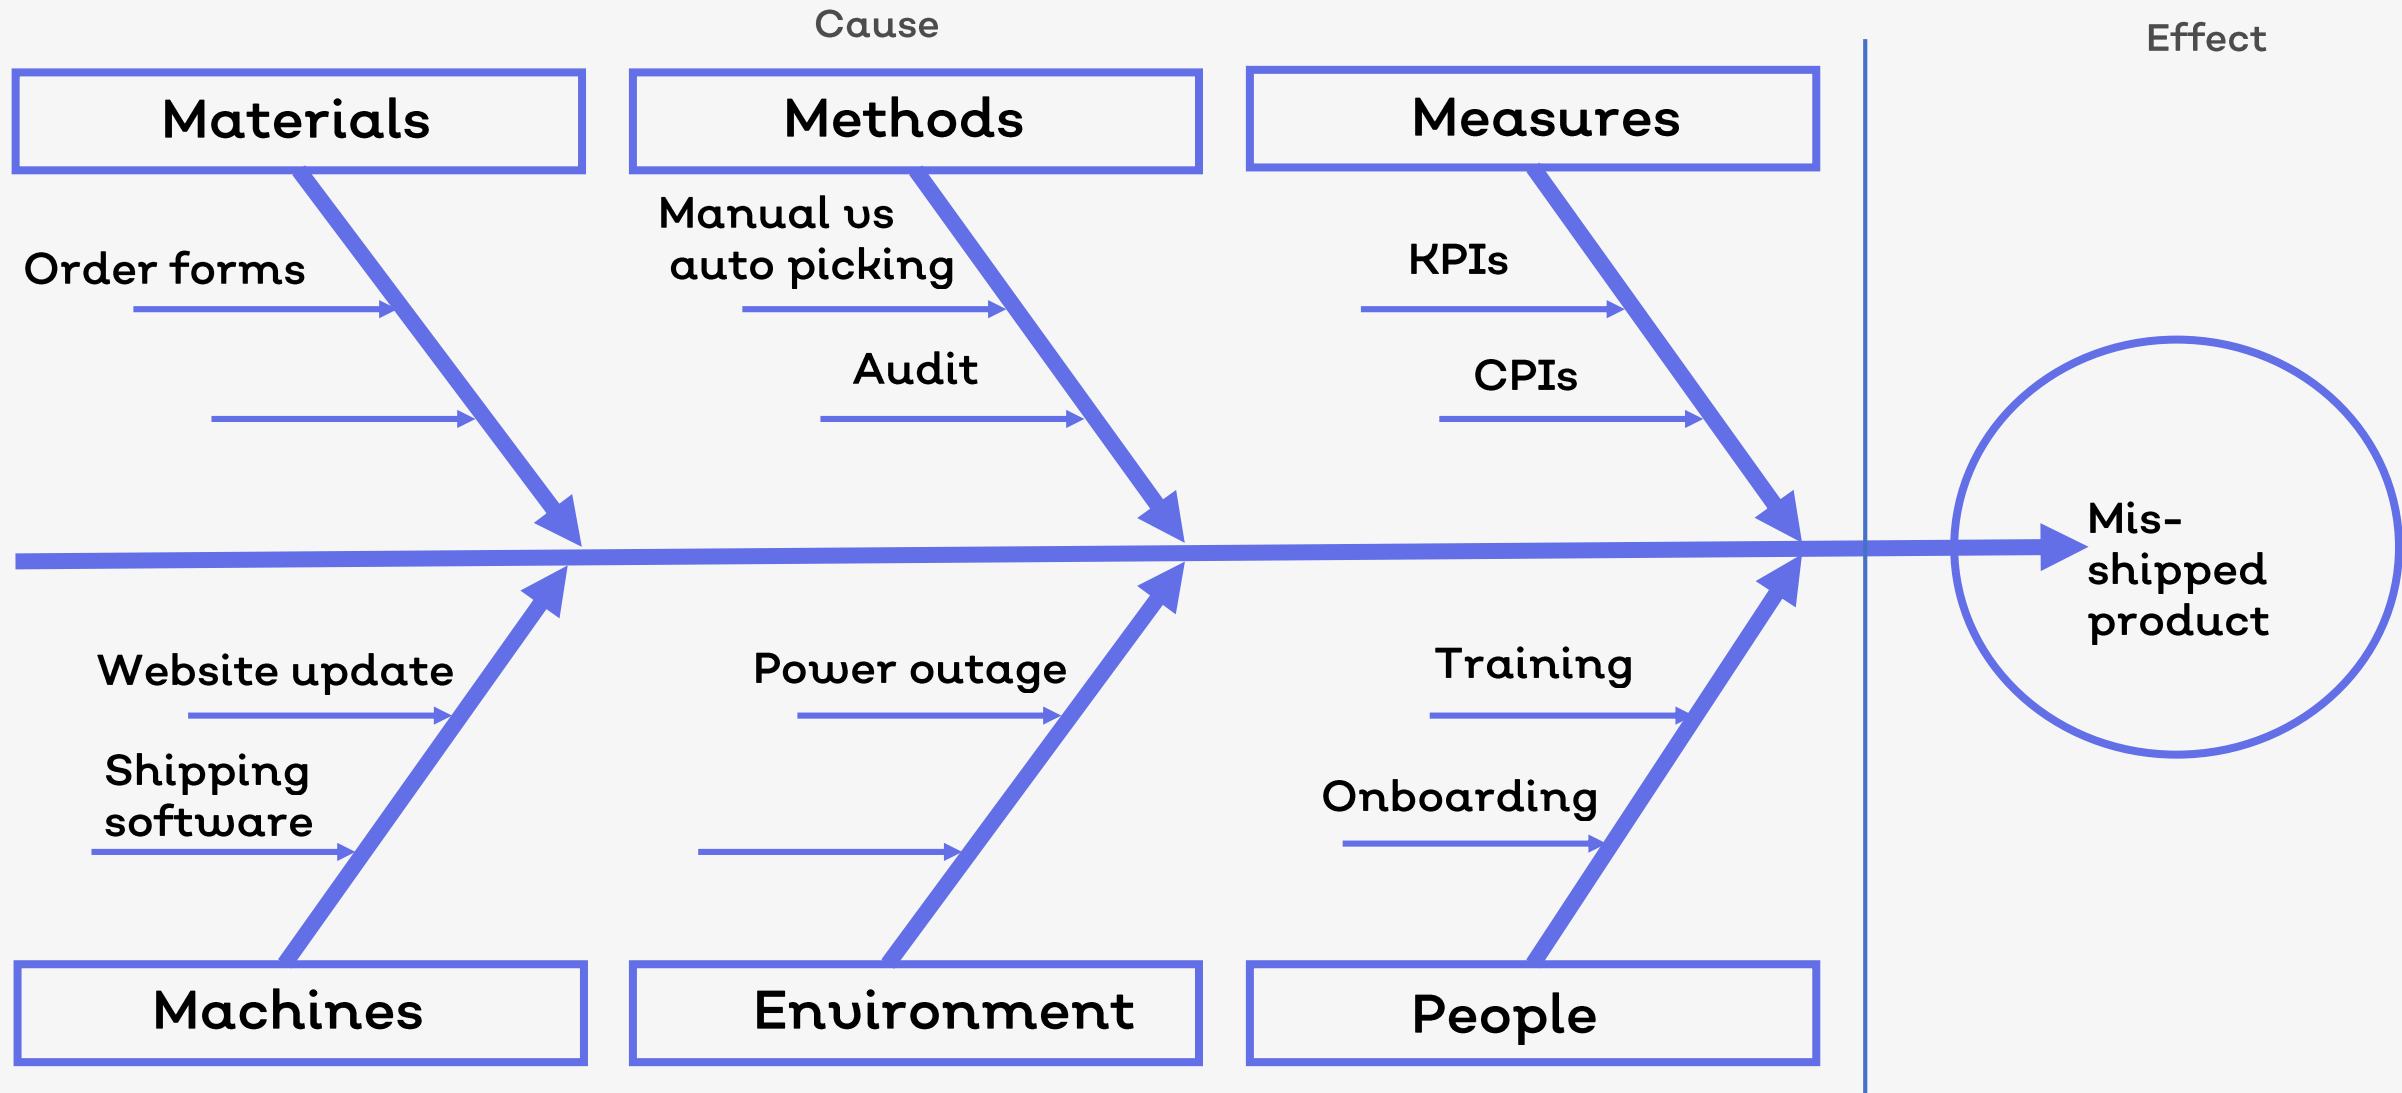 Cause
Effect
Materials
Methods
Measures
Order forms
Manual vs
auto picking
KPIs
Audit
CPIs
Mis-
shipped
product
Website update
Power outage
Training
Shipping
software
Onboarding
Machines
Environment
People